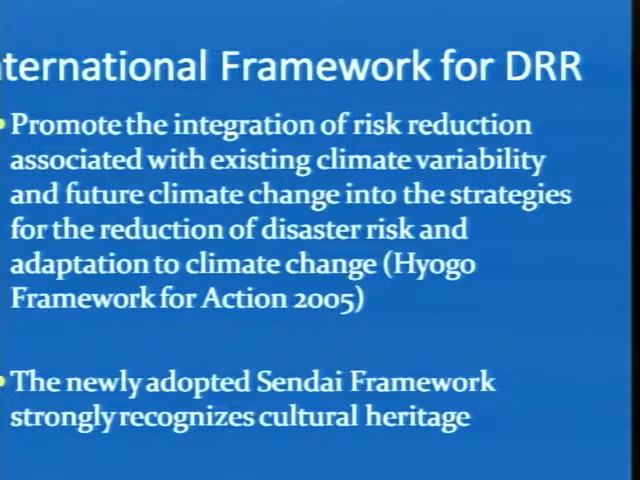 nternational Framework for DRR
• Promote the integration of risk reduction
associated with existing climate variability
and future climate change into the strategies
for the reduction of disaster risk and
adaptation to climate change (Hyogo
Framework for Action 2005)
• The newly adopted Sendai Framework
strongly recognizes cultural heritage